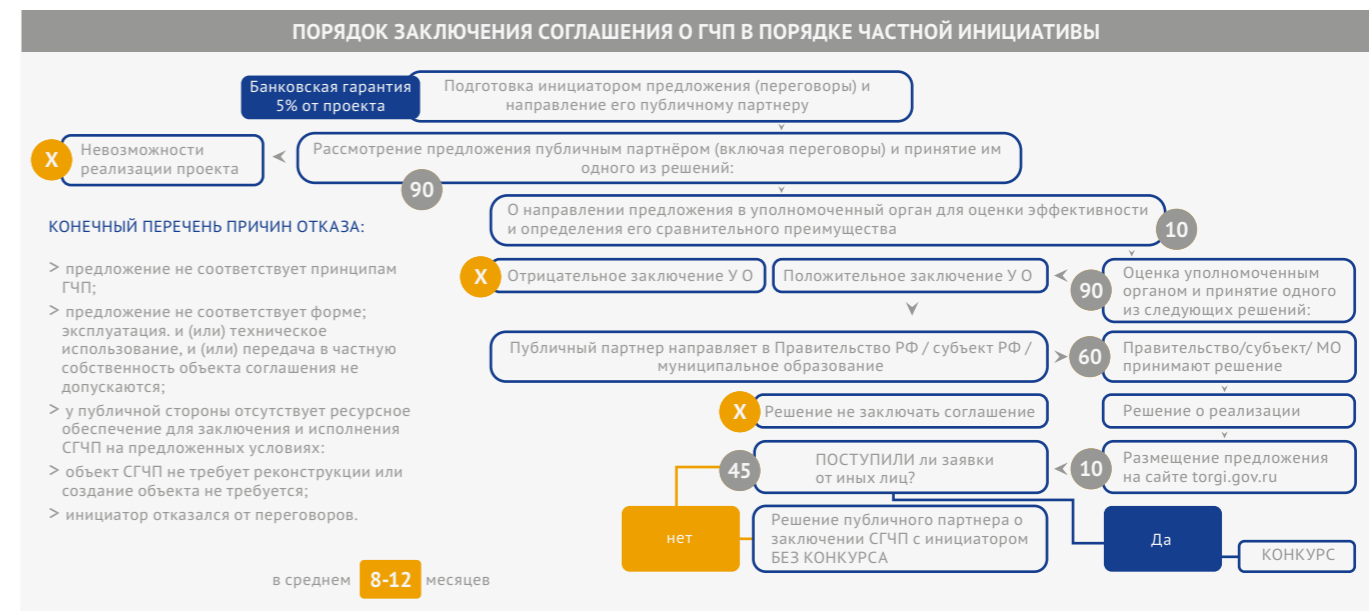 ПОРЯДОК ЗАКЛЮЧЕНИЯ СОГЛАШЕНИЯ О ГЧП В ПОРЯДКЕ ЧАСТНОЙ ИНИЦИАТИВЫ
Банковская гарантия
5% от проекта
Подготовка инициатором предложения (переговоры) и
направление его публичному партнеру
X
Невозможности
реализации проекта
Рассмотрение предложения публичным партнёром (включая переговоры) и принятие им
одного из решений:
90
О направлении предложения в уполномоченный орган для оценки эффективности
и определения его сравнительного преимущества
10
X
Отрицательное заключение У О
Положительное заключение У О
90
Оценка уполномоченным
органом и принятие одного
из следующих решений:
Публичный партнер направляет в Правительство РФ / субъект РФ /
муниципальное образование
60
Правительство/субъект/ МО
принимают решение
X
Решение не заключать соглашение
Решение о реализации
45
ПОСТУПИЛИ ли заявки
от иных лиц?
10
Размещение предложения
на сайте torgi.gov.ru
нет
Решение публичного партнера о
заключении СГЧП с инициатором
БЕЗ КОНКУРСА
Да
КОНКУРС
КОНЕЧНЫЙ ПЕРЕЧЕНЬ ПРИЧИН ОТКАЗА:
> предложение не соответствует принципам
ГЧП;
> предложение не соответствует форме;
эксплуатация. и (или) техническое
использование, и (или) передача в частную
собственность объекта соглашения не
допускаются;
> у публичной стороны отсутствует ресурсное
обеспечение для заключения и исполнения
СГЧП на предложенных условиях:
> объект СГЧП не требует реконструкции или
создание объекта не требуется;
> инициатор отказался от переговоров.
в среднем 8-12 месяцев